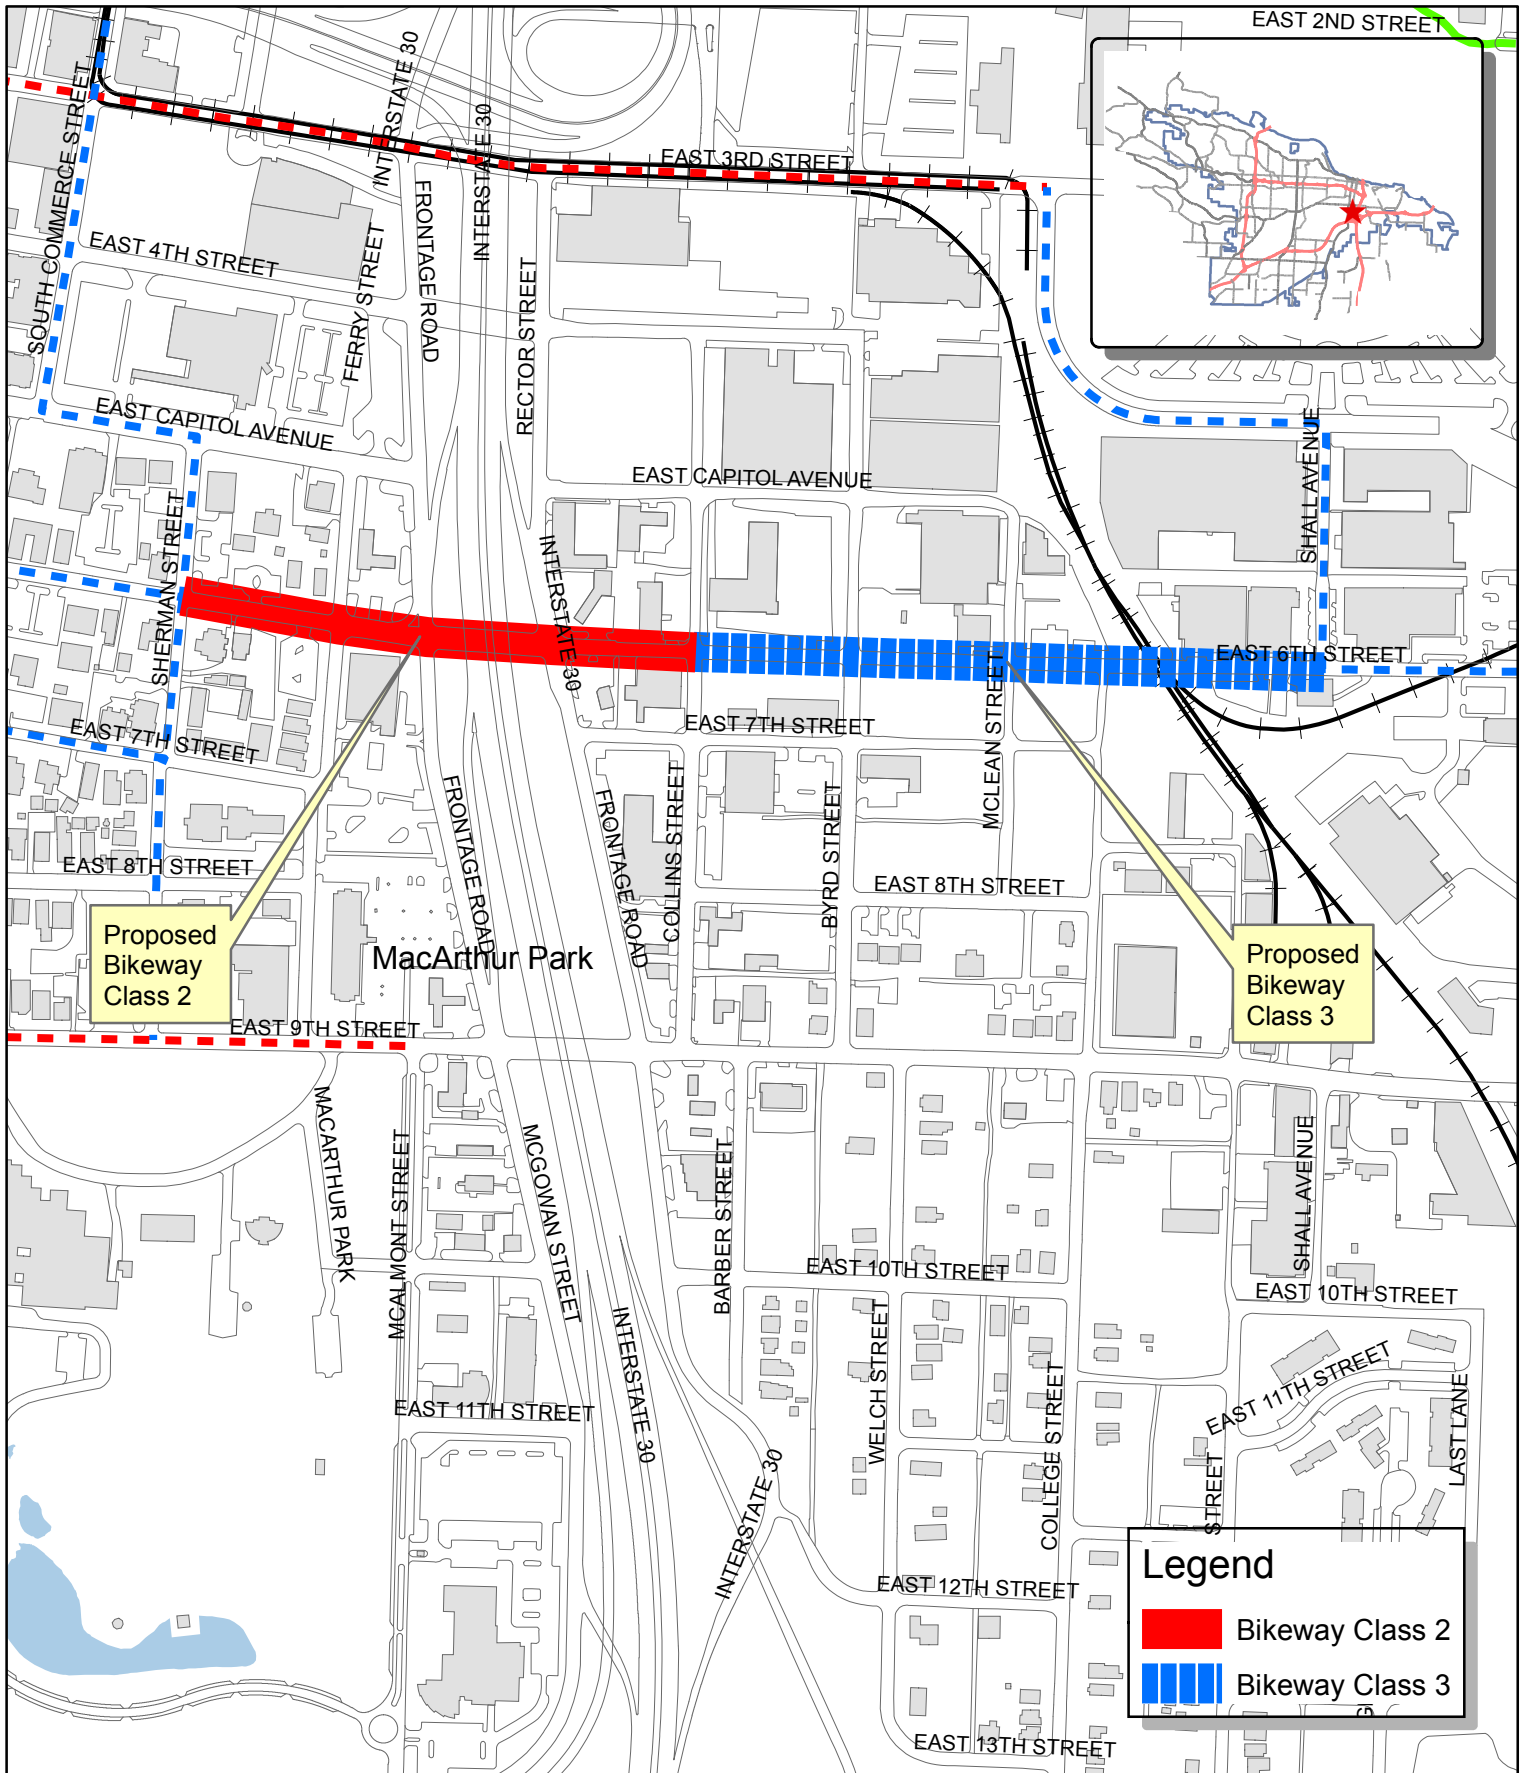 EAST 2ND STREET
INTERSTATE 30
INTERSTATE 30
SOUTH COMMERCE STREET
EAST 3RD STREET
FRONTAGE ROAD
EAST 4TH STREET
FERRY STREET
RECTOR STREET
EAST CAPITOL AVENUE
EAST CAPITOL AVENUE
SHALL AVENUE
SHERMAN STREET
INTERSTATE 30
EAST 6TH STREET
MCLEAN STREET
EAST 7TH STREET
EAST 7TH STREET
FRONTAGE ROAD
FRONTAGE ROAD
COLLINS STREET
BYRD STREET
EAST 8TH STREET
EAST 8TH STREET
Proposed
Bikeway
Class 2
MacArthur Park
Proposed
Bikeway
Class 3
EAST 9TH STREET
MACARTHUR PARK
MCALMONT STREET
MCGOWAN STREET
BARBER STREET
SHALL AVENUE
EAST 10TH STREET
EAST 10TH STREET
INTERSTATE 30
WELCH STREET
COLLEGE STREET
EAST 11TH STREET
EAST 11TH STREET
LAST LANE
INTERSTATE 30
STREET
EAST 12TH STREET
EAST 13TH STREET
Legend
Bikeway Class 2
Bikeway Class 3